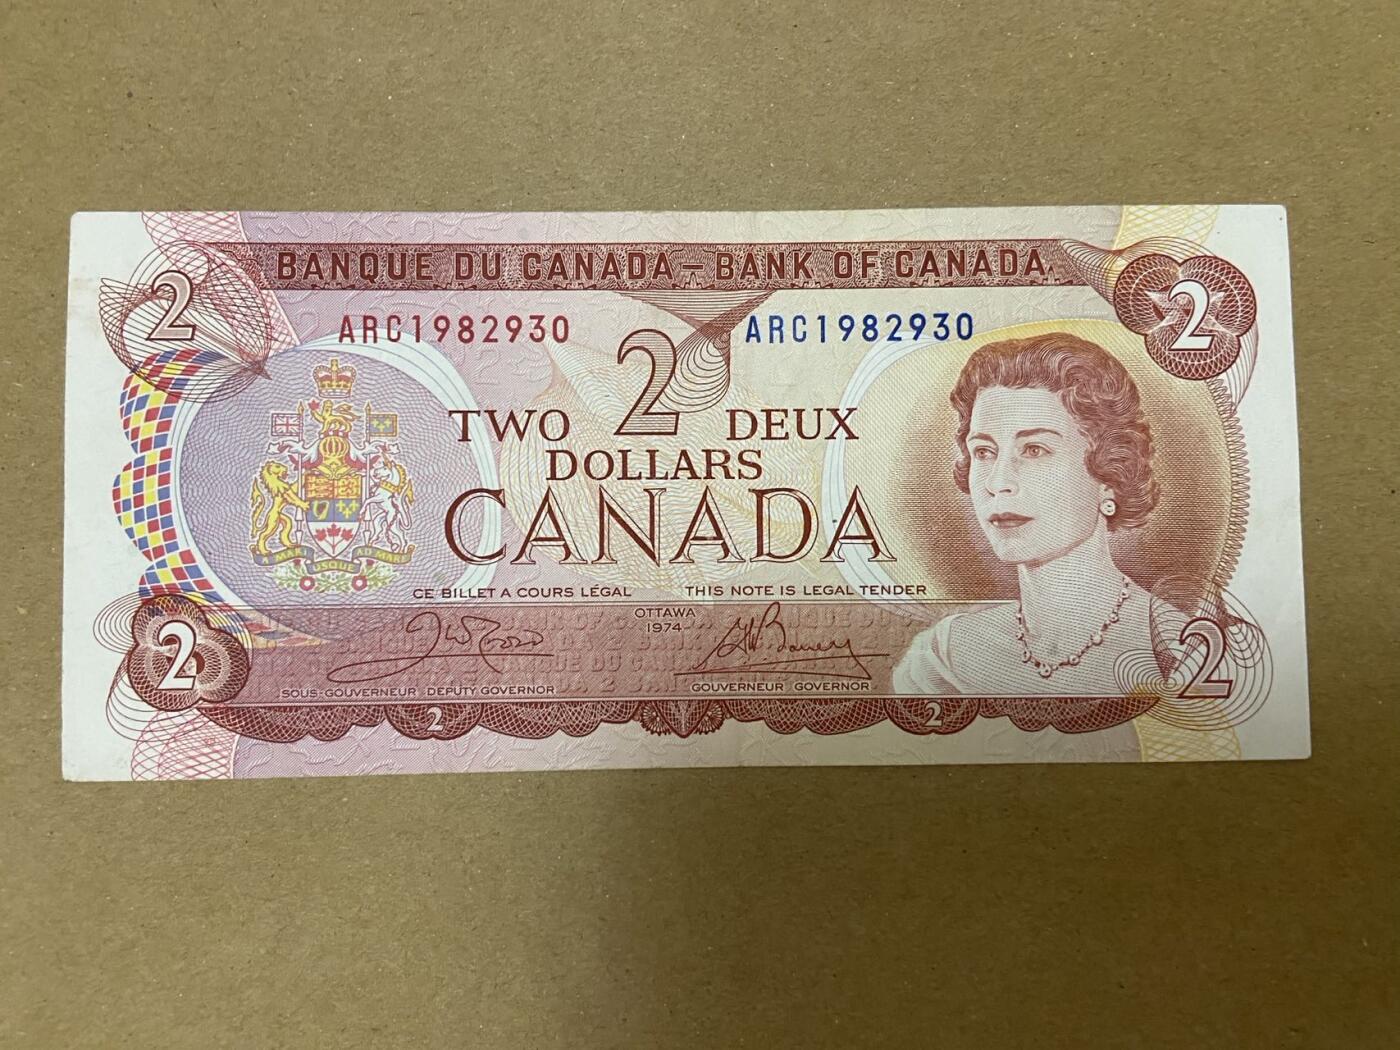 BANQUE DU CANADA – BANK OF CANADA
2 2
ARC1982930 ARC1982930
2
TWO DEUX
DOLLARS
CANADA
A MARI USQUE AD MARE
CE BILLET A COURS LÉGAL THIS NOTE IS LEGAL TENDER
OTTAWA
1974
2 2
SOUS-GOUVERNEUR DEPUTY GOVERNOR GOUVERNEUR GOVERNOR
2 2